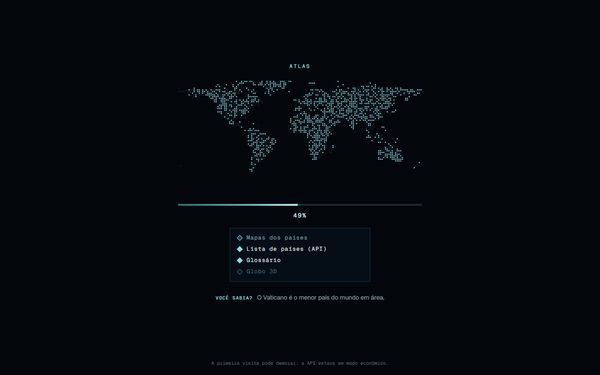 ATLAS
49%
Mapas dos países
Lista de países (API)
Glossário
Globo 3D
VOCÊ SABIA? O Vaticano é o menor país do mundo em área.
A primeira visita pode demorar: a API estava em modo econômico.